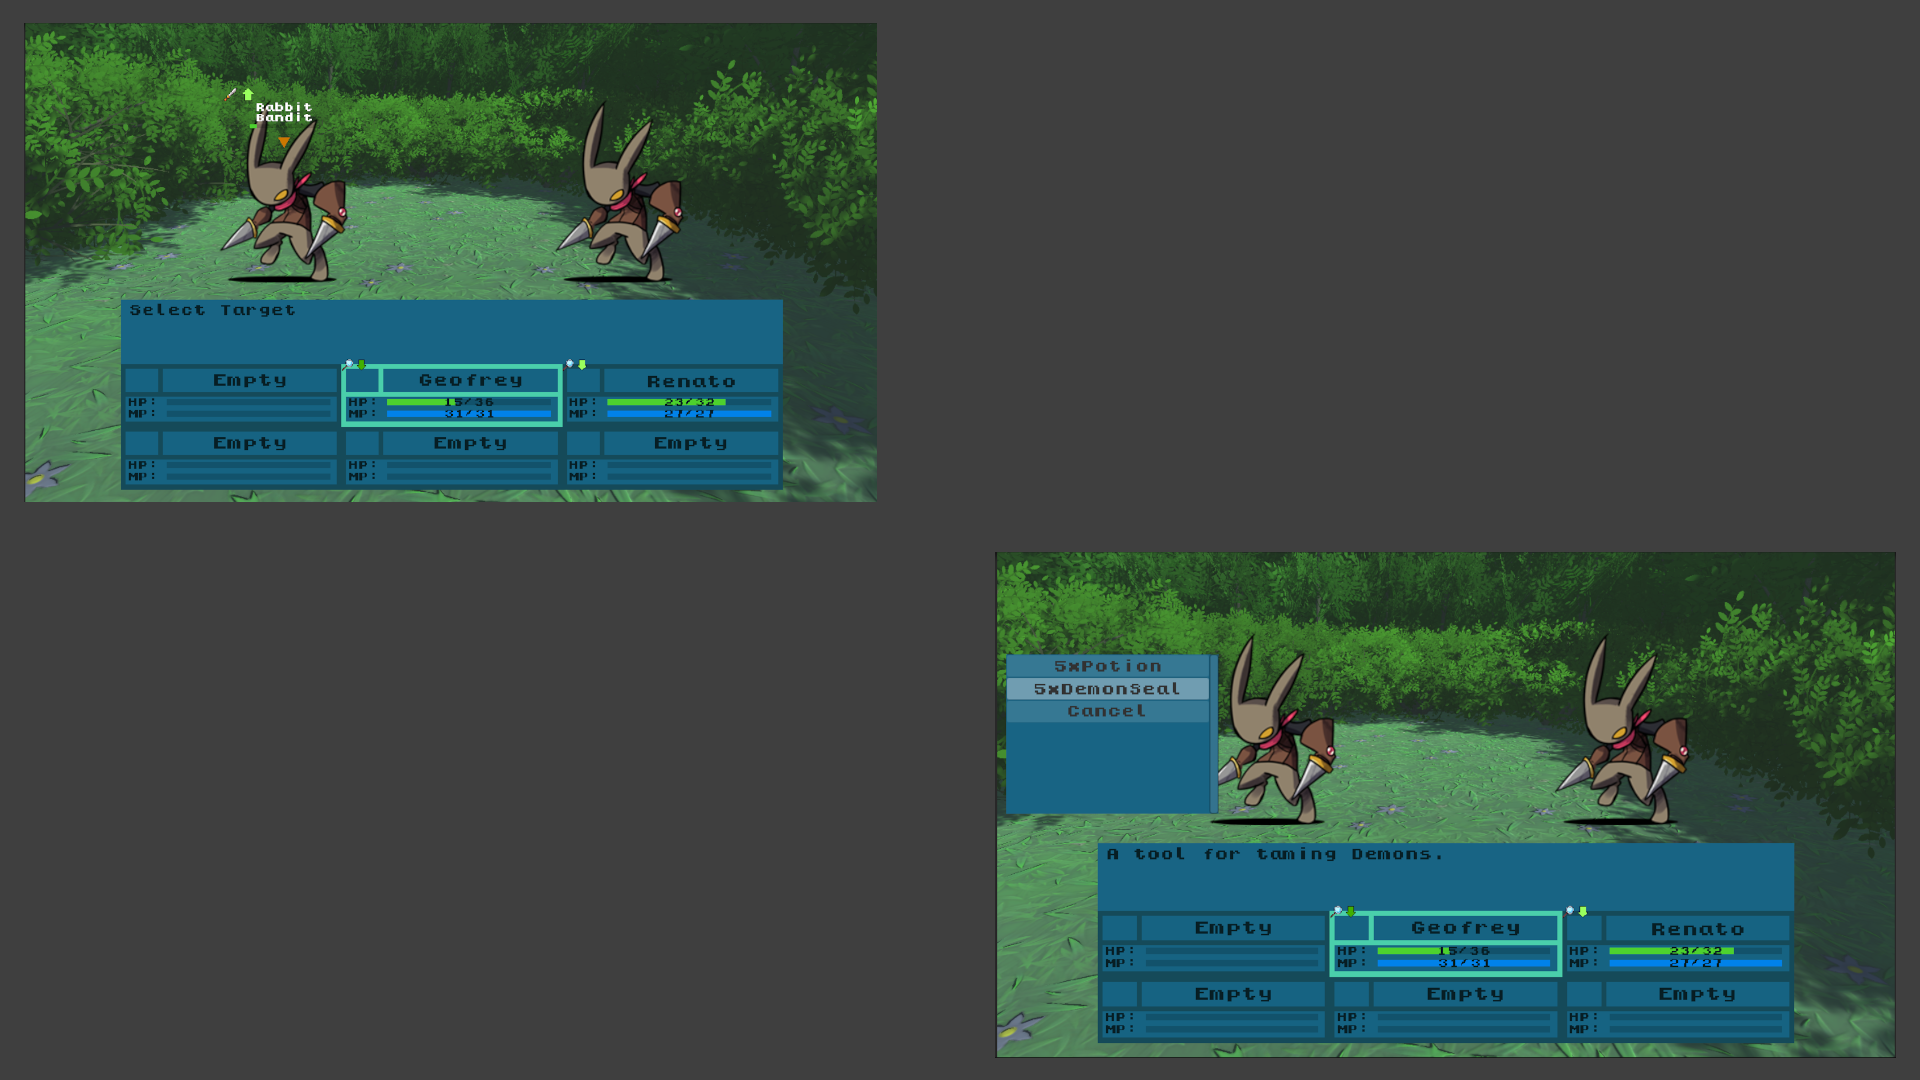 Rabbit
Bandit
Select Target
Empty
Geofrey
Renato
HP:
HP: 15/36
HP: 23/32
MP:
MP: 31/31
MP: 27/27
Empty
Empty
Empty
HP:
HP:
HP:
MP:
MP:
MP:
5xPotion
5xDemonSeal
Cancel
A tool for taming Demons.
Empty
Geofrey
Renato
HP:
HP: 15/36
HP: 23/32
MP:
MP: 31/31
MP: 27/27
Empty
Empty
Empty
HP:
HP:
HP:
MP:
MP:
MP: